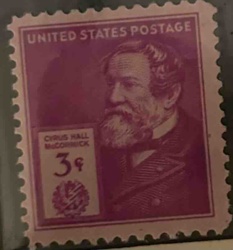 UNITED STATES POSTAGE
CYRUS HALL
McCORMICK
3¢